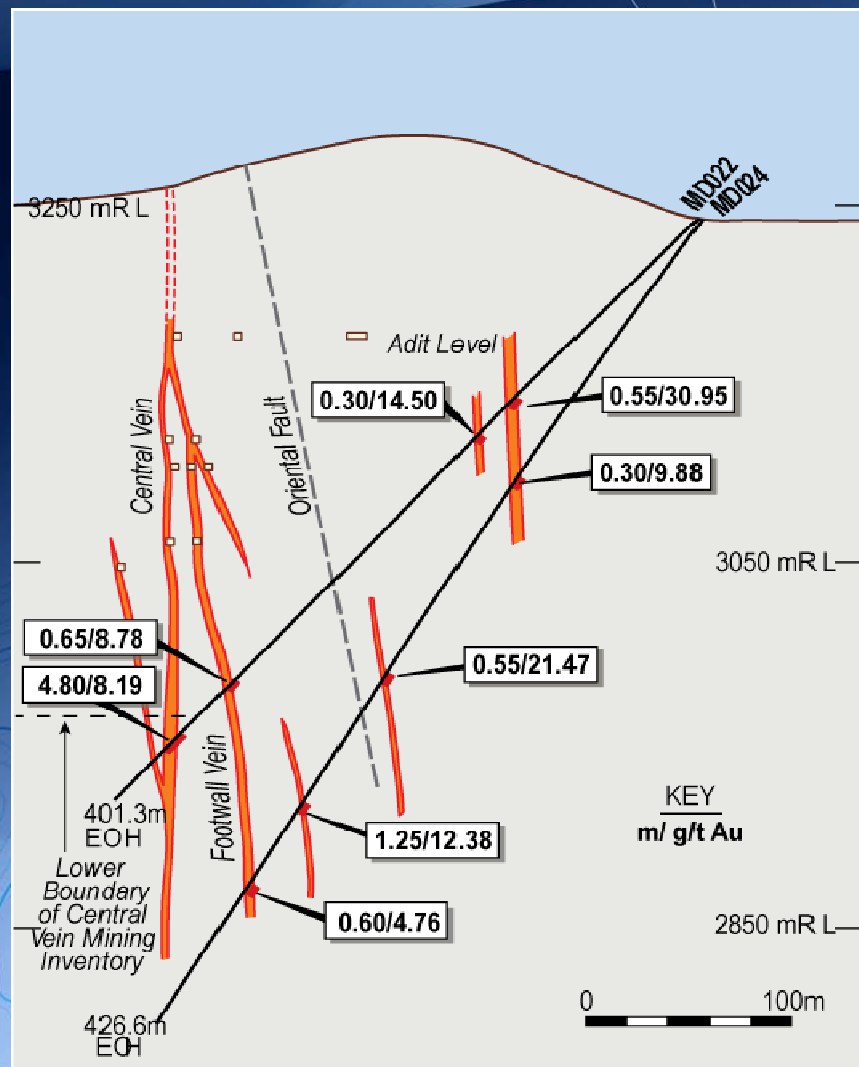 MD022
MD024
3250 mR L
Adit Level
0.30/14.50
0.55/30.95
Central Vein
Oriental Fault
0.30/9.88
3050 mR L
0.65/8.78
4.80/8.19
0.55/21.47
Footwall Vein
401.3m
EOH
KEY
m/ g/t Au
1.25/12.38
Lower
Boundary
of Central
Vein Mining
Inventory
0.60/4.76
2850 mR L
0 100m
426.6m
EOH